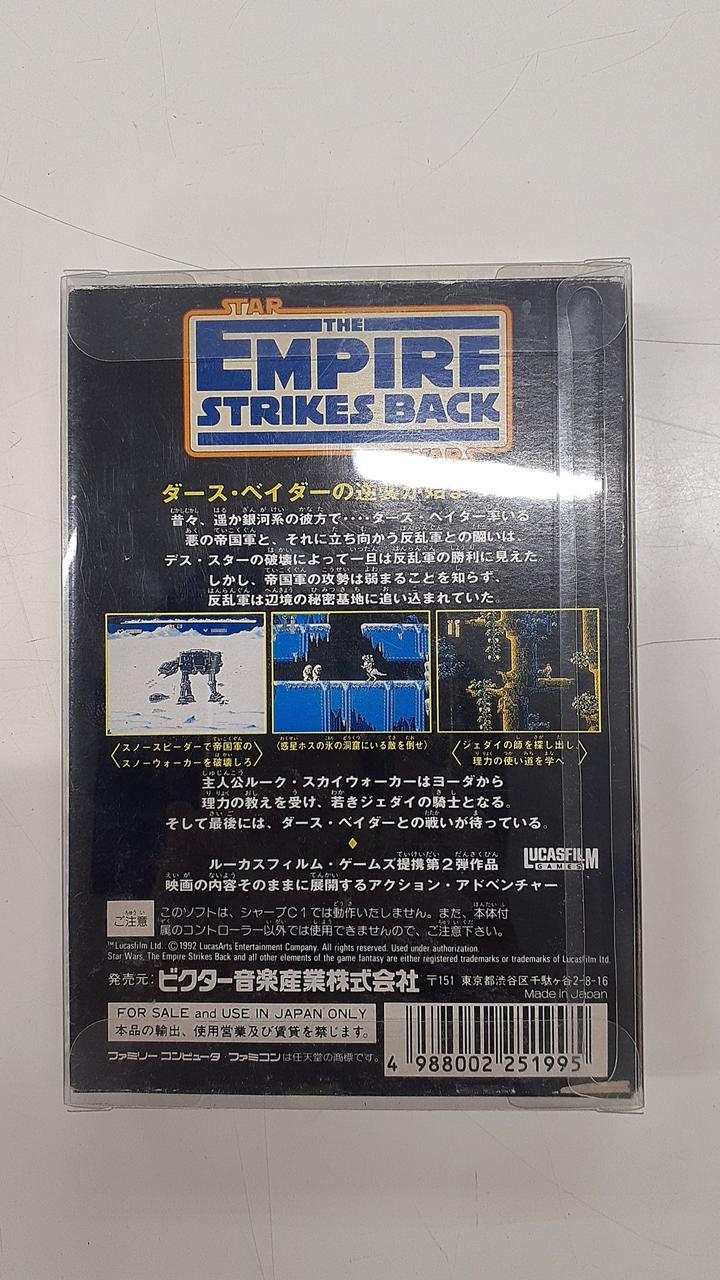 STAR
THE
EMPIRE
STRIKES BACK
WARS
ダース・ベイダーの逆襲が始ま
昔々、遥か銀河系の彼方で‥‥ダース・ベイダー率いる
悪の帝国軍と、それに立ち向かう反乱軍との闘いは、
デス・スターの破壊によって一旦は反乱軍の勝利に見えた。
しかし、帝国軍の攻勢は弱まることを知らず、
反乱軍は辺境の秘密基地に追い込まれていた。
〈スノースピーダーで帝国軍のスノーウォーカーを破壊しろ〉
〈惑星ホスの氷の洞窟にいる敵を倒せ〉
〈ジェダイの師を探し出し、理力の使い道を学べ〉
主人公ルーク・スカイウォーカーはヨーダから
理力の教えを受け、若きジェダイの騎士となる。
そして最後には、ダース・ベイダーとの戦いが待っている。
ルーカスフィルム・ゲームズ提携第2弾作品
映画の内容そのままに展開するアクション・アドベンチャー
LUCASFILM
GAMES
ご注意
このソフトは、シャープC1では動作いたしません。また、本体付
属のコントローラー以外では使用できませんので、ご注意下さい。
™Lucasfilm Ltd. ©1992 LucasArts Entertainment Company. All rights reserved. Used under authorization.
Star Wars, The Empire Strikes Back and all other elements of the game fantasy are either registered trademarks or trademarks of Lucasfilm Ltd.
発売元:ビクター音楽産業株式会社 〒151 東京都渋谷区千駄ヶ谷2-8-16
Made in Japan
FOR SALE and USE IN JAPAN ONLY
本品の輸出、使用営業及び賃貸を禁じます。
ファミリーコンピュータ・ファミコンは任天堂の商標です。
4 988002 251995